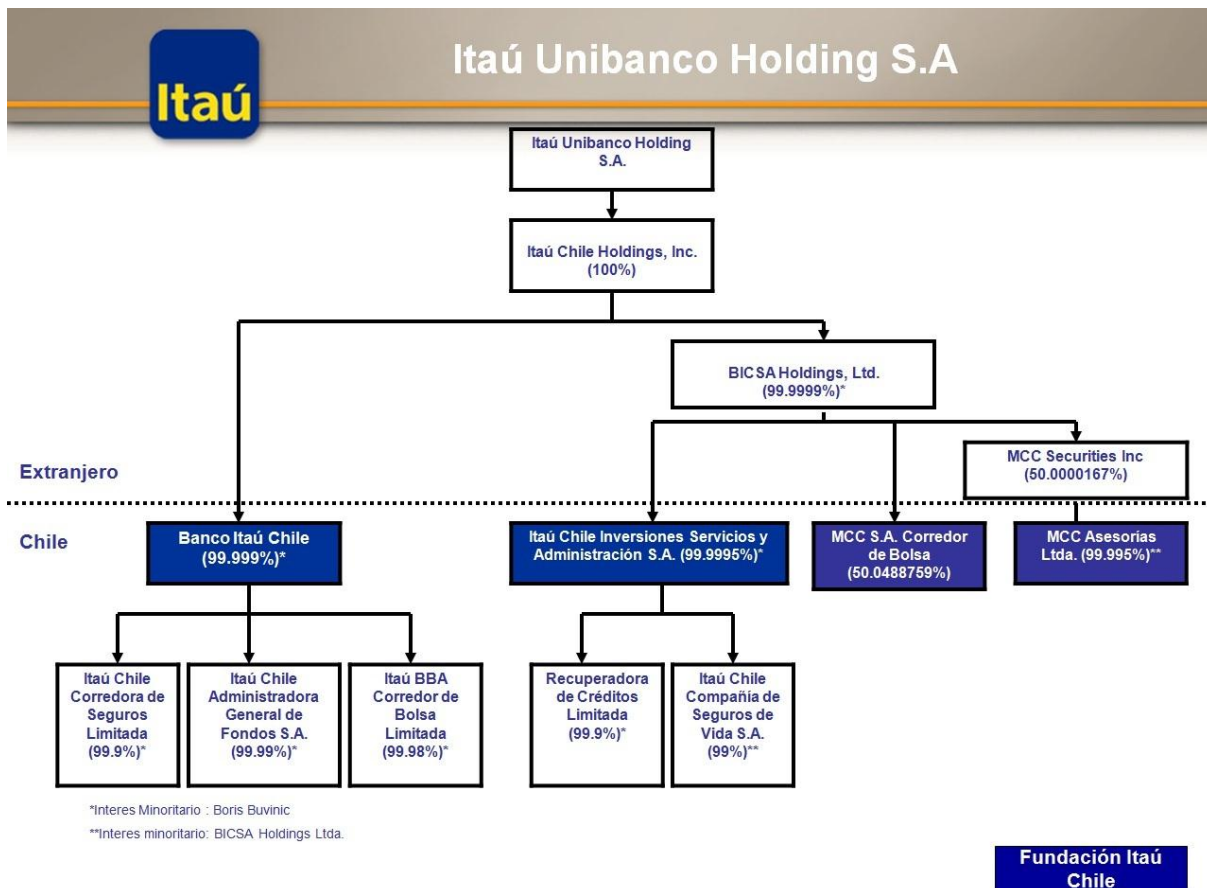 Itaú
Itaú Unibanco Holding S.A
Itaú Unibanco Holding
S.A.
Itaú Chile Holdings, Inc.
(100%)
BICSA Holdings, Ltd.
(99.9999%)*
MCC Securities Inc
(50.0000167%)
Extranjero
Chile
Banco Itaú Chile
(99.999%)*
Itaú Chile Inversiones Servicios y
Administración S.A. (99.9995%)*
MCC S.A. Corredor
de Bolsa
(50.0488759%)
MCC Asesorías
Ltda. (99.995%)**
Itaú Chile
Corredora de
Seguros
Limitada
(99.9%)*
Itaú Chile
Administradora
General de
Fondos S.A.
(99.99%)*
Itaú BBA
Corredor de
Bolsa
Limitada
(99.98%)*
Recuperadora
de Créditos
Limitada
(99.9%)*
Itaú Chile
Compañia de
Seguros de
Vida S.A.
(99%)**
*Interes Minoritario : Boris Buvinic
**Interes minoritario: BICSA Holdings Ltda.
Fundación Itaú
Chile